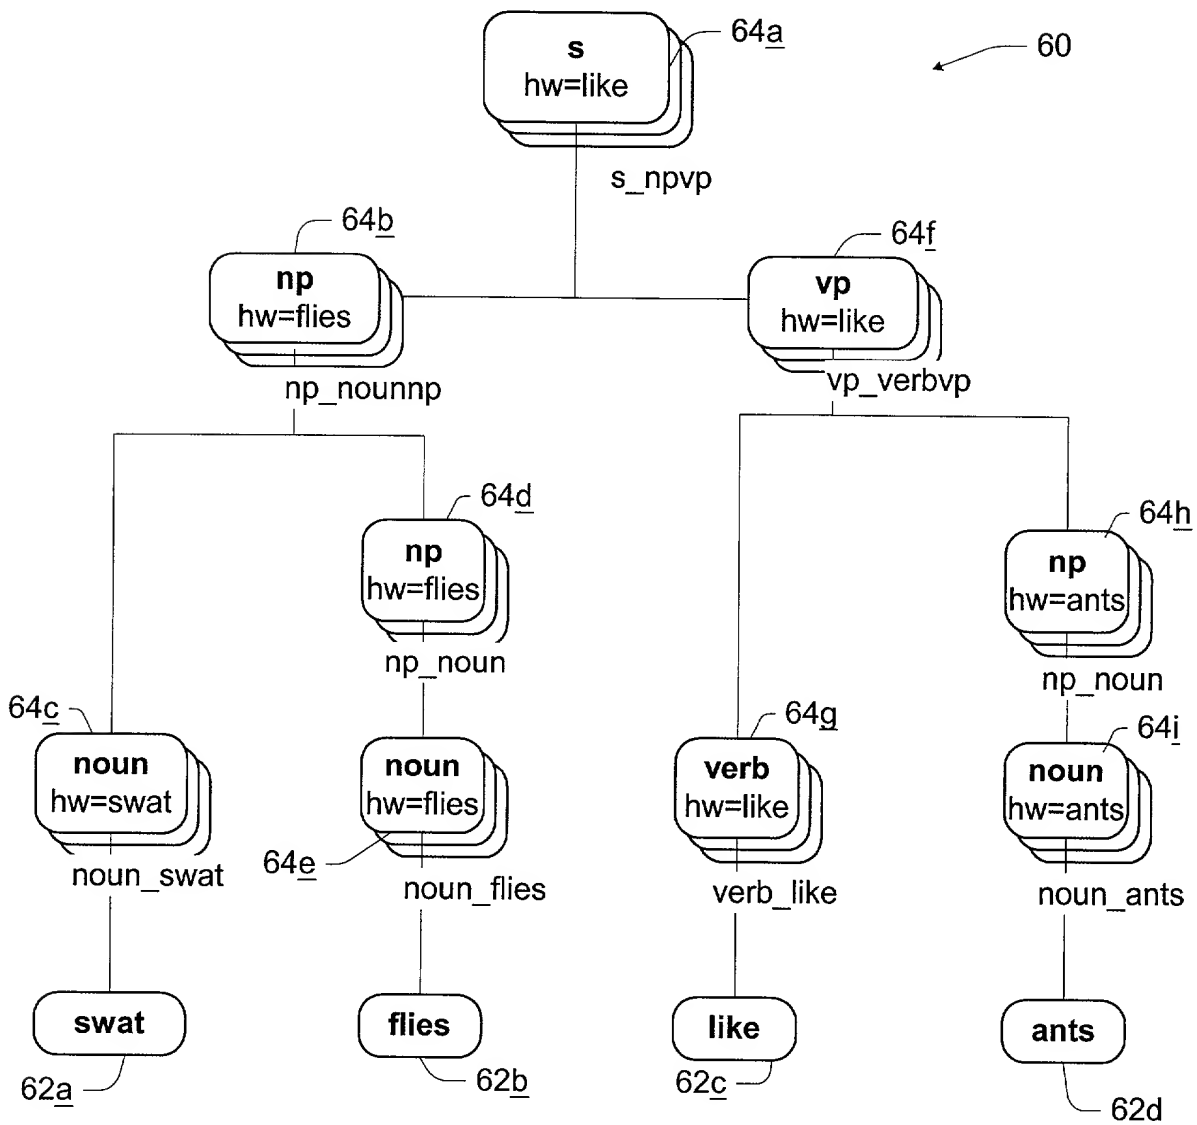 64a
60
s
hw=like
s_npvp
64b
64f
np
hw=flies
vp
hw=like
np_nounnp
vp_verbvp
64d
64h
np
hw=flies
np
hw=ants
np_noun
np_noun
64c
64g
64i
noun
hw=swat
noun
hw=flies
verb
hw=like
noun
hw=ants
64e
noun_swat
noun_flies
verb_like
noun_ants
swat
flies
like
ants
62a
62b
62c
62d